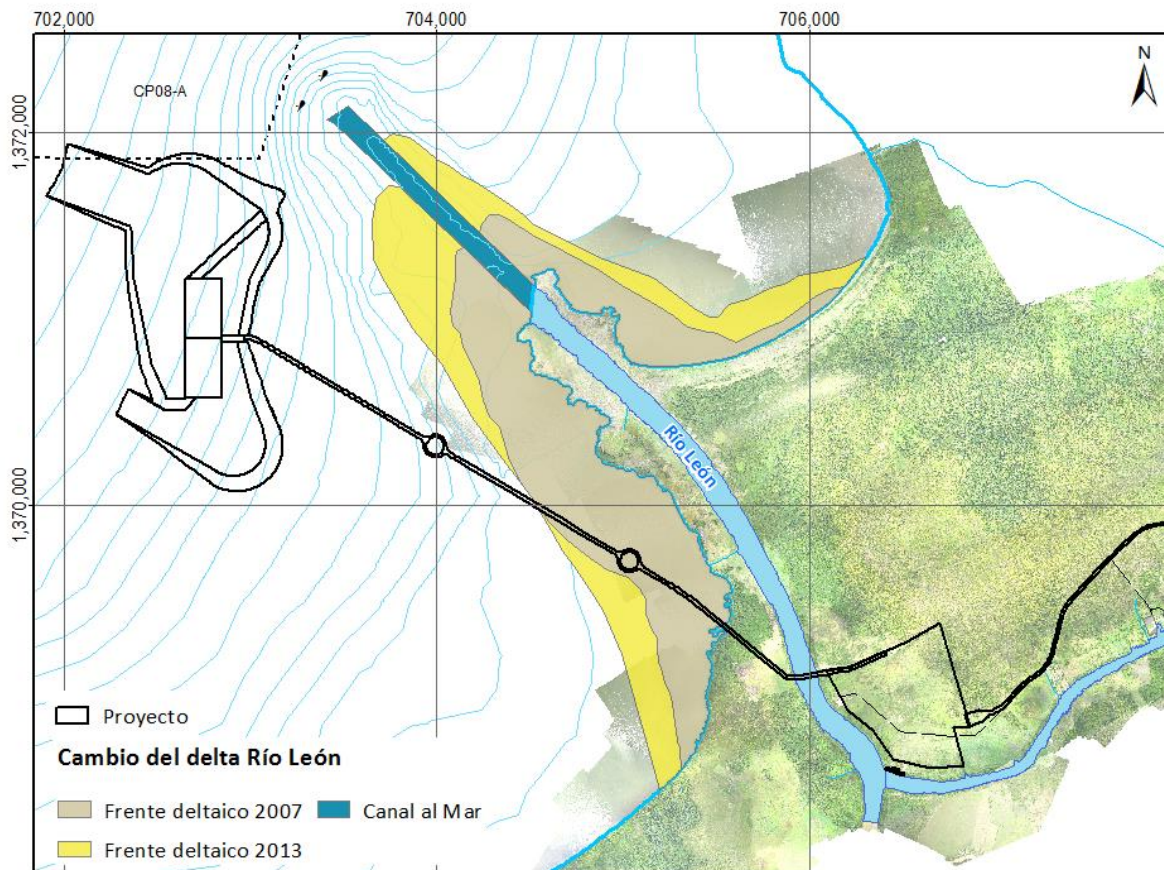 702,000 704,000 706,000
N
CP08-A
1,372,000
Río León
1,370,000
Proyecto
Cambio del delta Río León
Frente deltaico 2007 Canal al Mar
Frente deltaico 2013